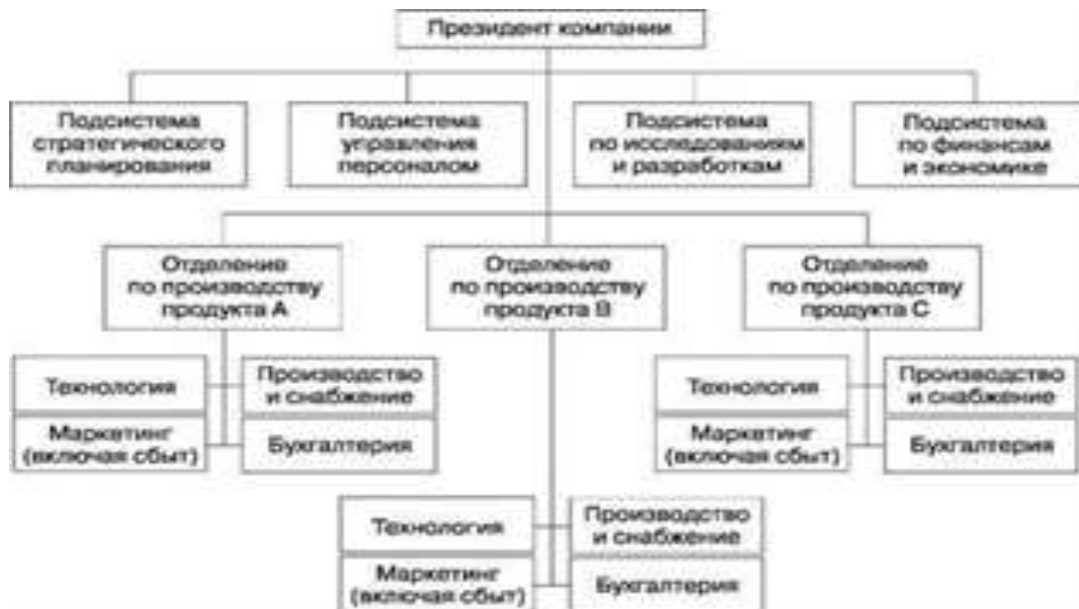 Президент компании
Подсистема
стратегического
планирования
Подсистема
управления
персоналом
Подсистема
по исследованиям
и разработкам
Подсистема
по финансам
и экономике
Отделение
по производству
продукта А
Отделение
по производству
продукта В
Отделение
по производству
продукта С
Технология
Производство
и снабжение
Маркетинг
(включая сбыт)
Бухгалтерия
Технология
Производство
и снабжение
Маркетинг
(включая сбыт)
Бухгалтерия
Технология
Производство
и снабжение
Маркетинг
(включая сбыт)
Бухгалтерия